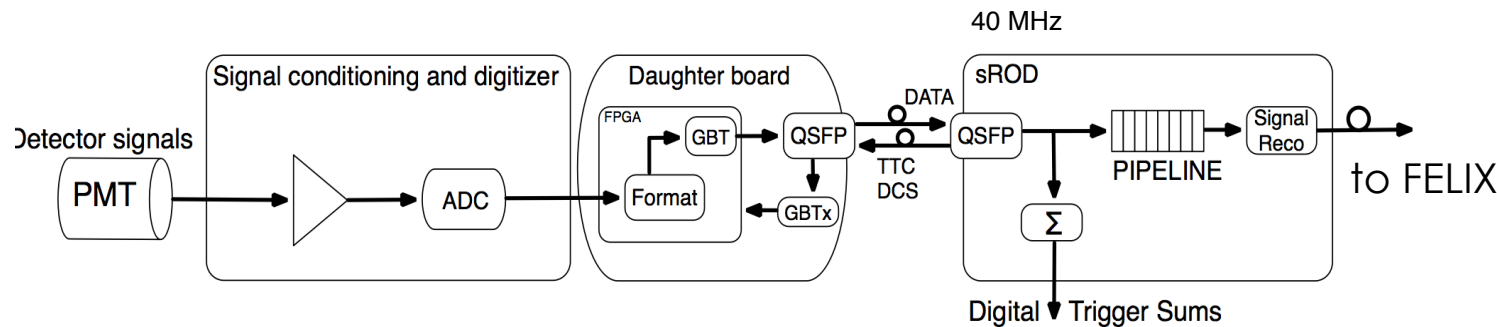 40 MHz
Signal conditioning and digitizer
Daughter board
sROD
Detector signals
PMT
ADC
FPGA
GBT
Format
QSFP
GBTx
DATA
TTC
DCS
QSFP
PIPELINE
Signal
Reco
to FELIX
Σ
Digital Trigger Sums